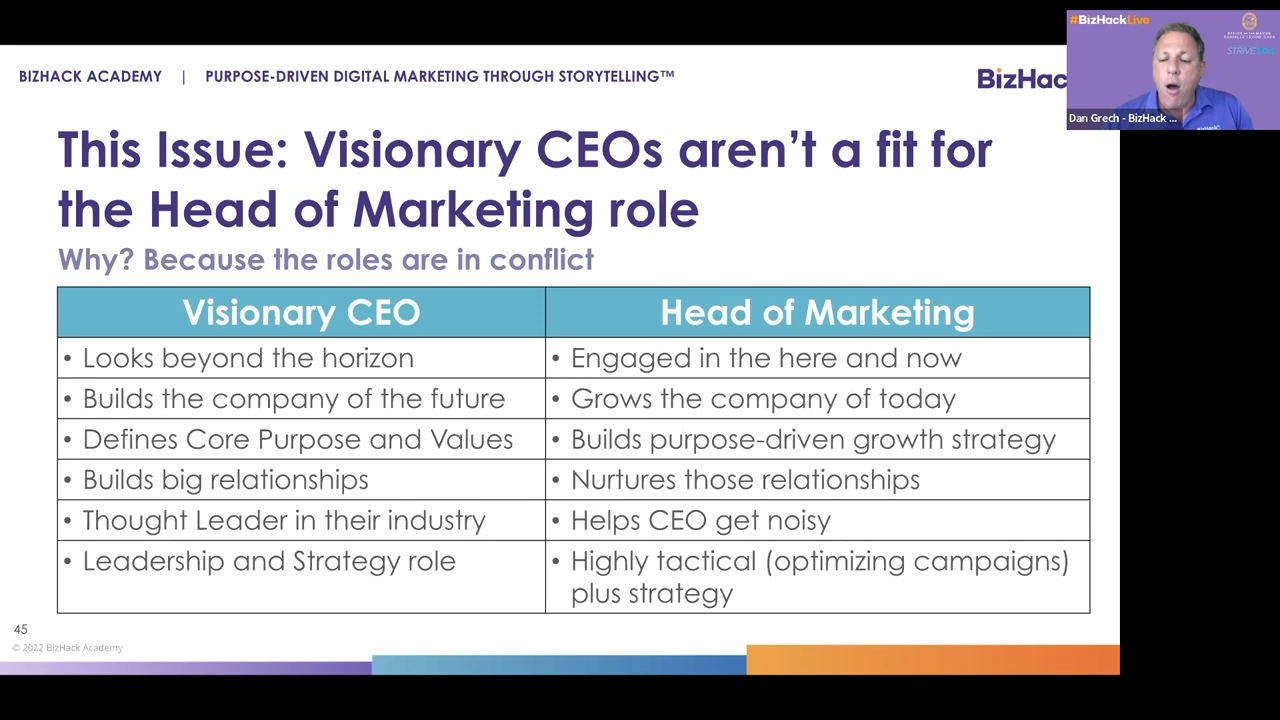 BIZHACK ACADEMY | PURPOSE-DRIVEN DIGITAL MARKETING THROUGH STORYTELLING™
BizHac
#BizHackLive
Dan Grech - BizHack ...
This Issue: Visionary CEOs aren't a fit for
the Head of Marketing role
Why? Because the roles are in conflict
Visionary CEO
Head of Marketing
• Looks beyond the horizon
• Engaged in the here and now
• Builds the company of the future
• Grows the company of today
• Defines Core Purpose and Values
• Builds purpose-driven growth strategy
• Builds big relationships
• Nurtures those relationships
• Thought Leader in their industry
• Helps CEO get noisy
• Leadership and Strategy role
• Highly tactical (optimizing campaigns)
plus strategy
45
© 2022 BizHack Academy